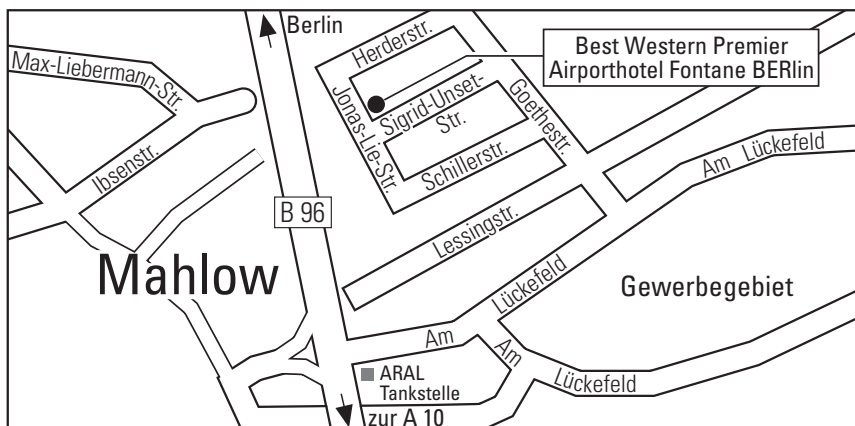 Berlin
Herderstr.
Best Western Premier
Airporthotel Fontane BERlin
Max-Liebermann-Str.
Jonas-Lie-Str.
Sigrid-Unset-
Str.
Goethestr.
Schillerstr.
Ibsenstr.
Am Lückefeld
B 96
Lessingstr.
Mahlow
Lückefeld
Gewerbegebiet
Am
Am
Lückefeld
ARAL
Tankstelle
zur A 10